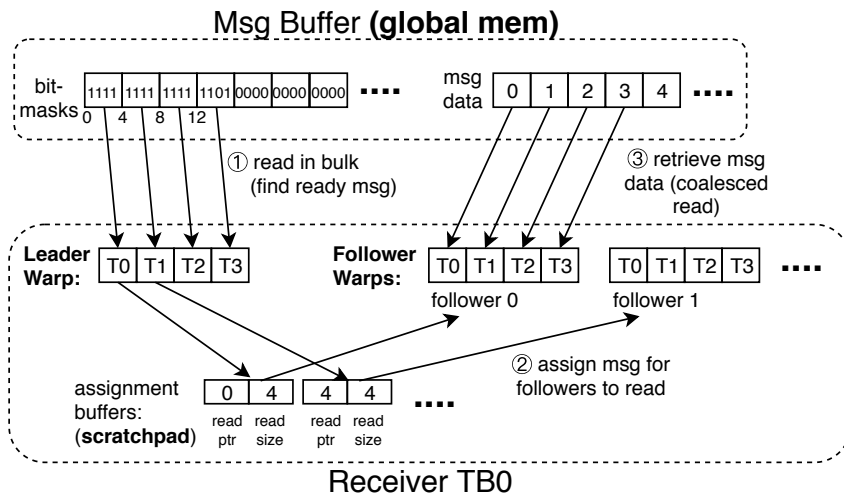 Msg Buffer (global mem)
bit-
masks
1111 1111 1111 1101 0000 0000 0000 ....
0 4 8 12
msg
data
0 1 2 3 4 ....
① read in bulk
(find ready msg)
③ retrieve msg
data (coalesced
read)
Leader
Warp:
T0 T1 T2 T3
Follower
Warps:
T0 T1 T2 T3
follower 0
T0 T1 T2 T3 ....
follower 1
② assign msg for
followers to read
assignment
buffers:
(scratchpad)
0 4 4 4 ....
read
ptr
read
size
read
ptr
read
size
Receiver TB0